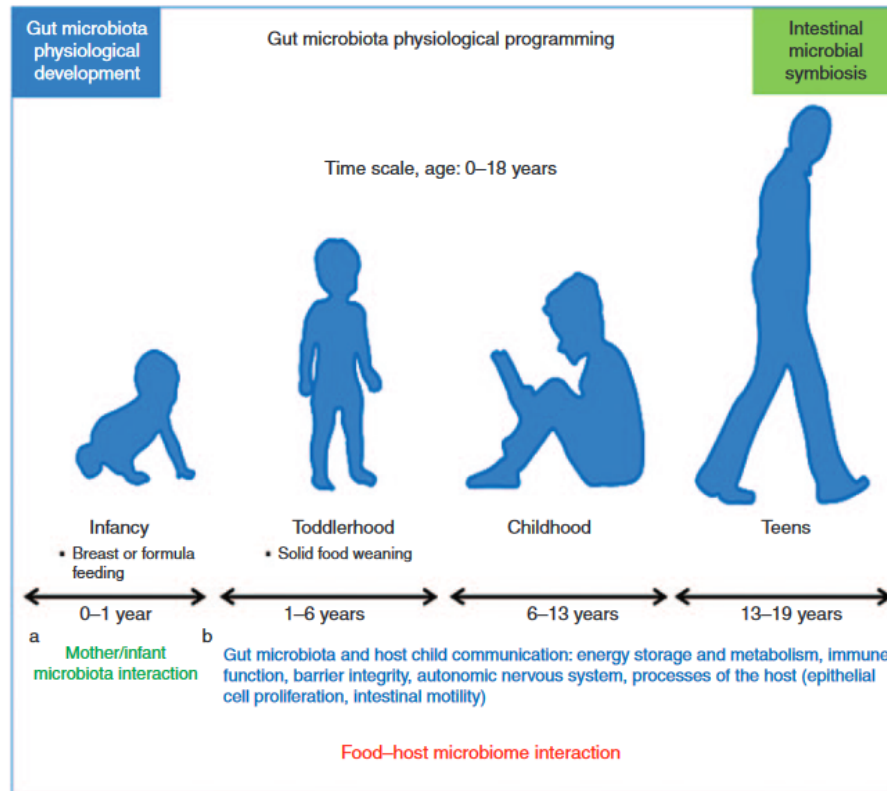 Gut microbiota
physiological
development
Gut microbiota physiological programming
Intestinal
microbial
symbiosis
Time scale, age: 0–18 years
Infancy
• Breast or formula
feeding
Toddlerhood
• Solid food weaning
Childhood
Teens
0–1 year
1–6 years
6–13 years
13–19 years
a
Mother/infant
microbiota interaction
b
Gut microbiota and host child communication: energy storage and metabolism, immune
function, barrier integrity, autonomic nervous system, processes of the host (epithelial
cell proliferation, intestinal motility)
Food–host microbiome interaction